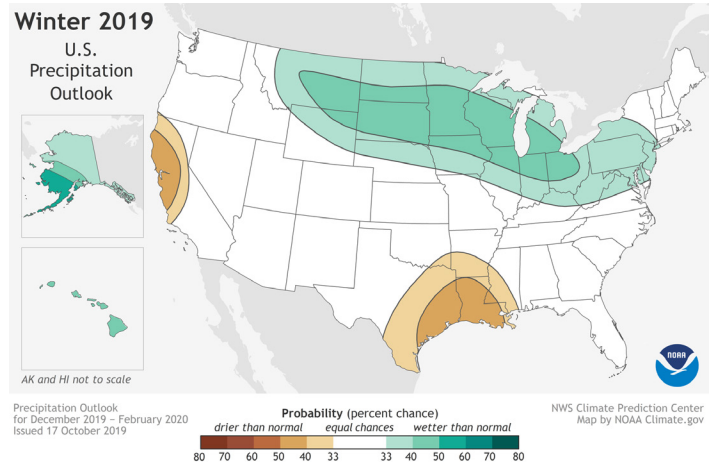 Winter 2019
U.S.
Precipitation
Outlook
AK and HI not to scale
NOAA
Precipitation Outlook
for December 2019 – February 2020
Issued 17 October 2019
Probability (percent chance)
drier than normal equal chances wetter than normal
80 70 60 50 40 33 33 40 50 60 70 80
NWS Climate Prediction Center
Map by NOAA Climate.gov